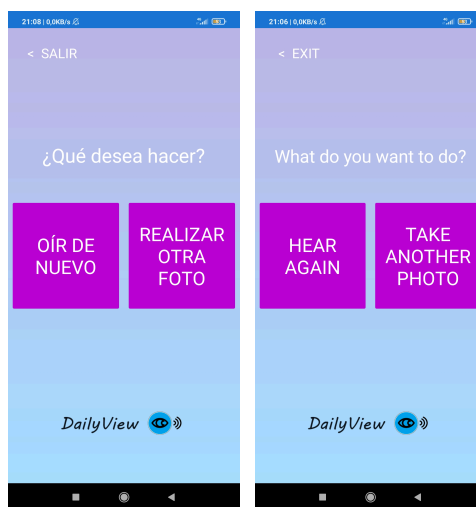 21:08 | 0,0KB/s
< SALIR
¿Qué desea hacer?
OÍR DE
NUEVO
REALIZAR
OTRA
FOTO
DailyView
21:06 | 0,0KB/s
< EXIT
What do you want to do?
HEAR
AGAIN
TAKE
ANOTHER
PHOTO
DailyView